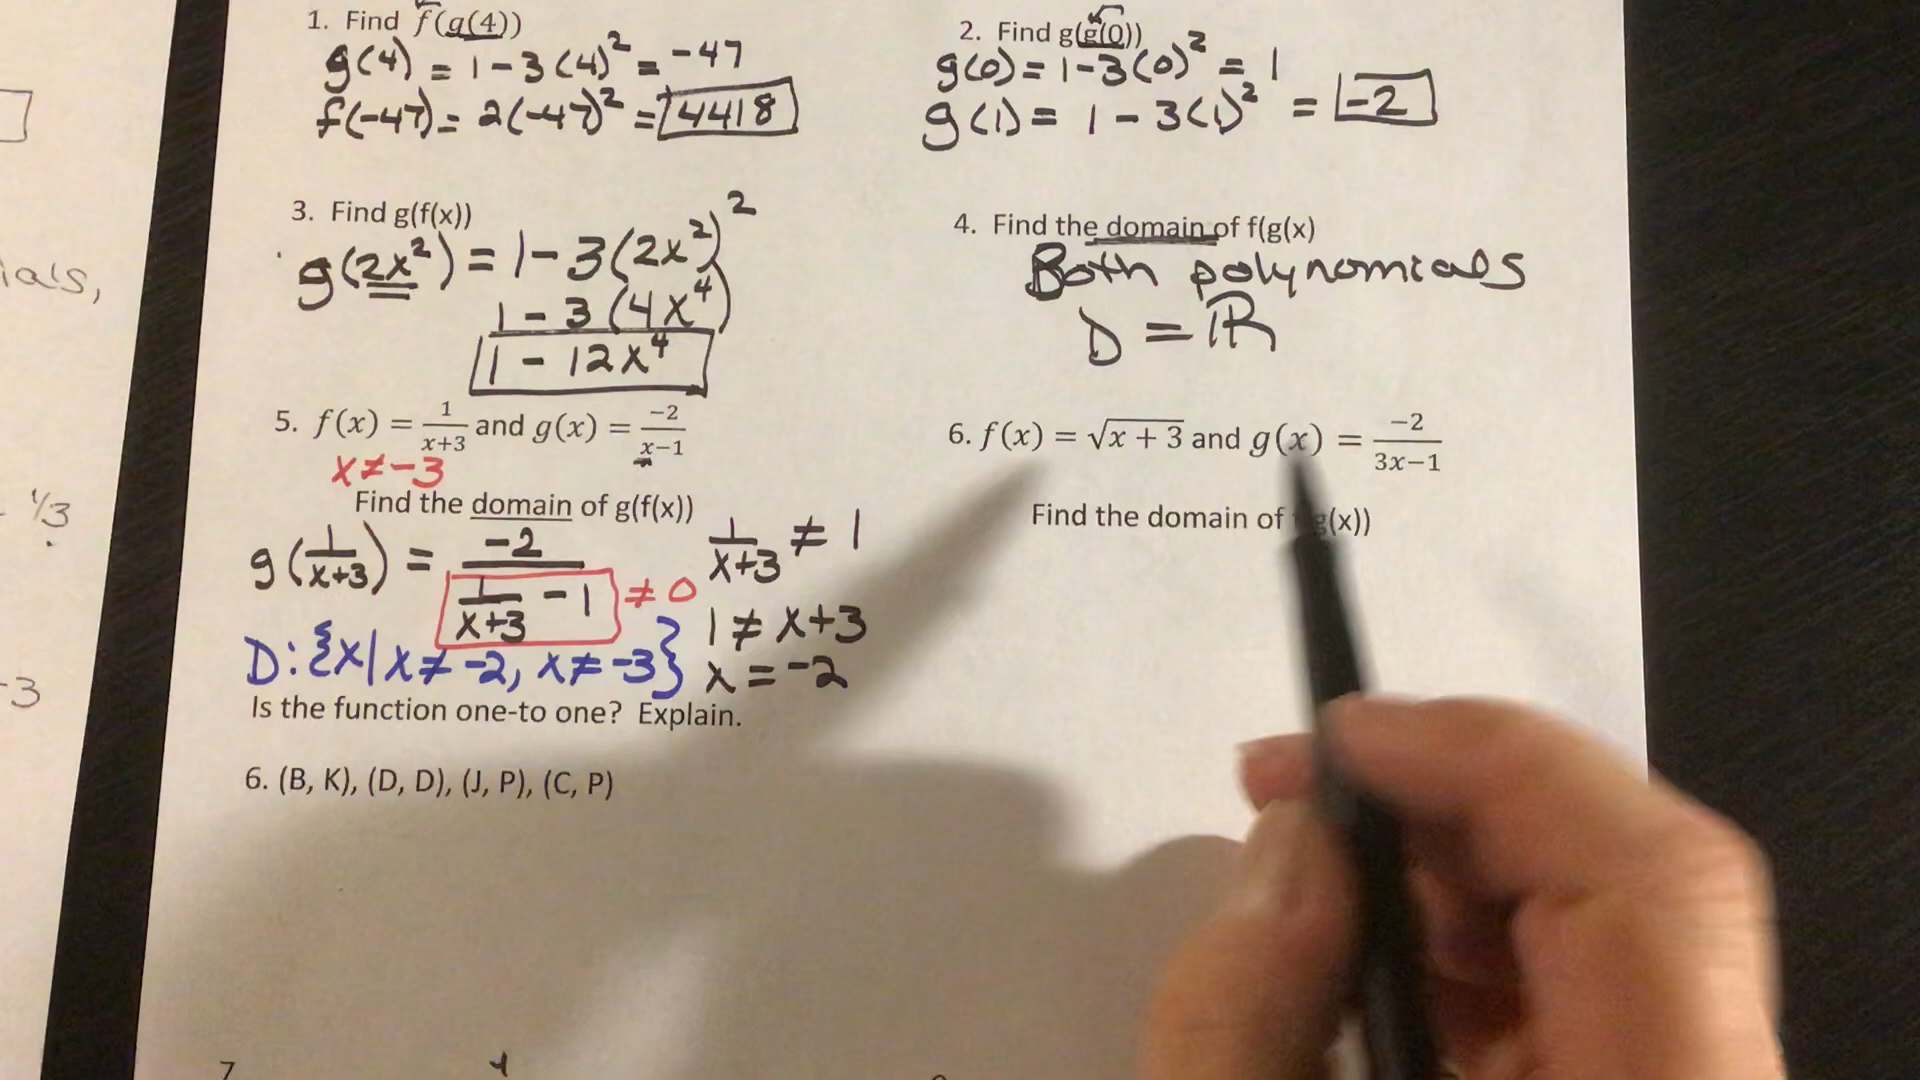 1. Find f(g(4))
g(4) = 1-3(4)² = -47
f(-47) = 2(-47)² = 4418
2. Find g(g(0))
g(0) = 1-3(0)² = 1
g(1) = 1-3(1)² = -2
3. Find g(f(x))
g(2x²) = 1-3(2x²)²
1-3(4x⁴)
1-12x⁴
4. Find the domain of f(g(x)
Both polynomials
D = ℝ
5. f(x) = 1/(x+3) and g(x) = -2/(x-1)
x≠-3
Find the domain of g(f(x))
g(1/(x+3)) = -2/(1/(x+3) - 1) ≠ 0
1/(x+3) ≠ 1
1 ≠ x+3
x = -2
D: {x| x≠-2, x≠-3}
6. f(x) = √(x+3) and g(x) = -2/(3x-1)
Find the domain of g(x))
Is the function one-to one? Explain.
6. (B, K), (D, D), (J, P), (C, P)
7
ials,
1/3
-3